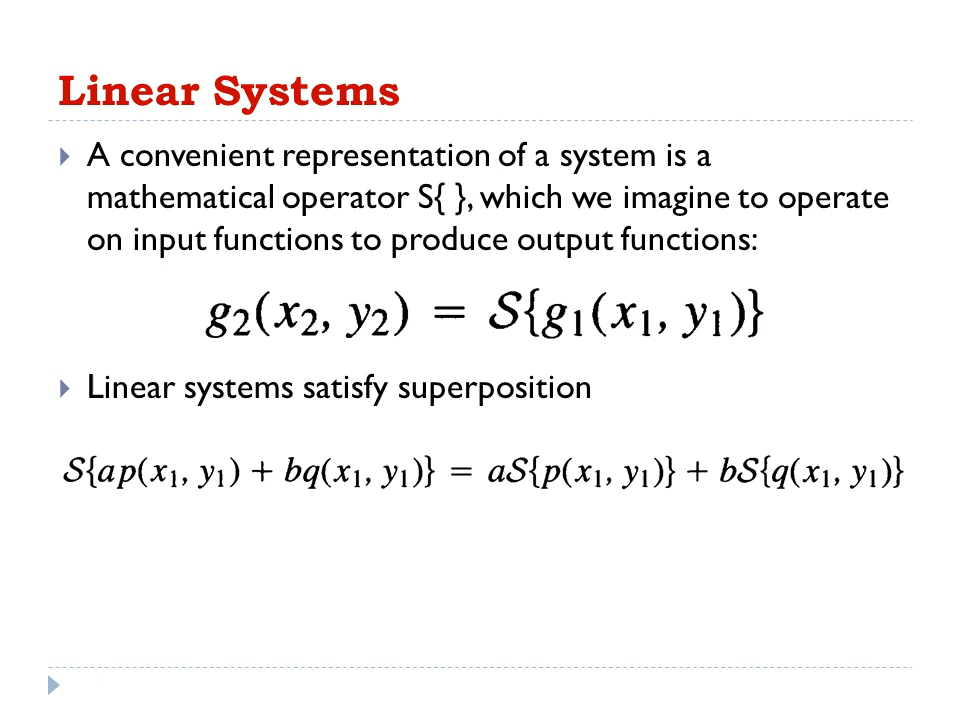 Linear Systems
A convenient representation of a system is a
mathematical operator S{ }, which we imagine to operate
on input functions to produce output functions:
g₂(x₂, y₂) = 𝒮{g₁(x₁, y₁)}
Linear systems satisfy superposition
𝒮{ap(x₁, y₁) + bq(x₁, y₁)} = a𝒮{p(x₁, y₁)} + b𝒮{q(x₁, y₁)}